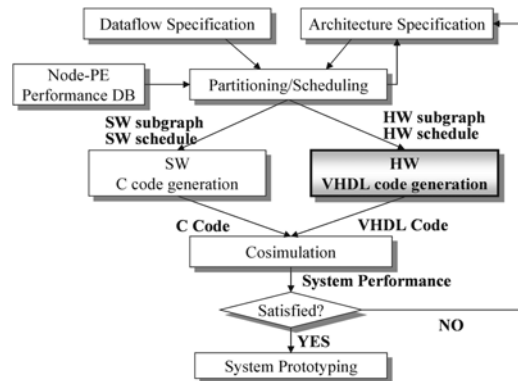 Dataflow Specification
Architecture Specification
Node-PE
Performance DB
Partitioning/Scheduling
SW subgraph
SW schedule
HW subgraph
HW schedule
SW
C code generation
HW
VHDL code generation
C Code
VHDL Code
Cosimulation
System Performance
Satisfied?
NO
YES
System Prototyping